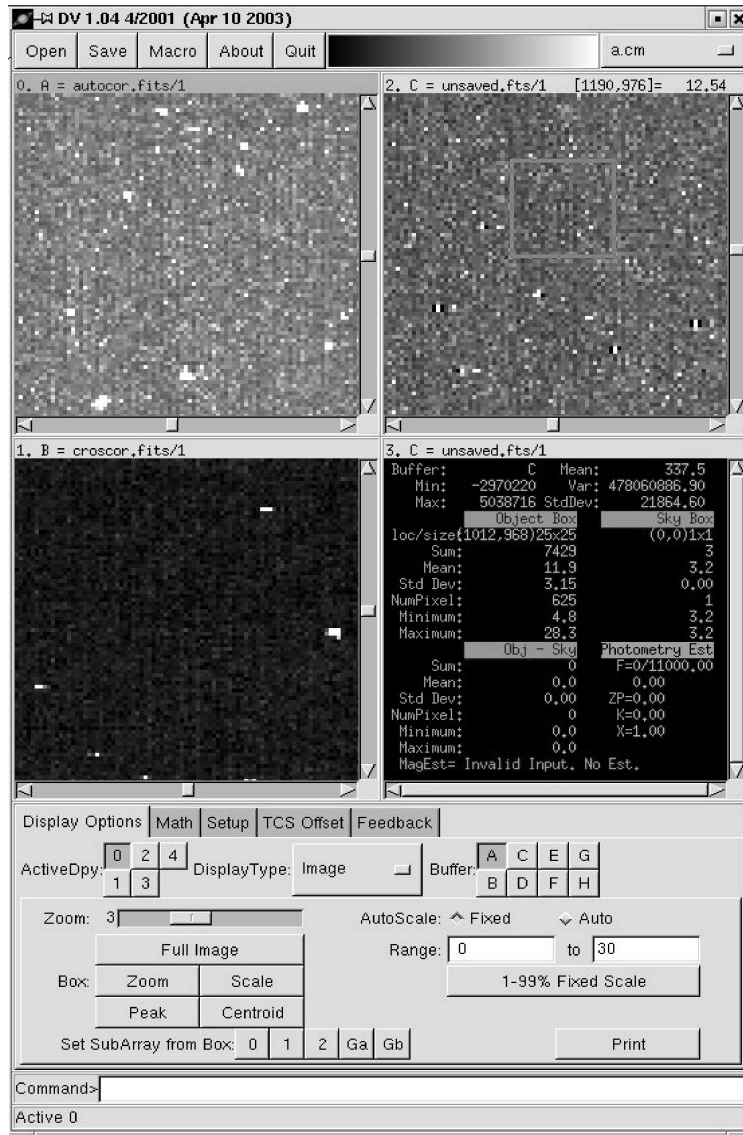 DV 1.04 4/2001 (Apr 10 2003)
Open Save Macro About Quit a.cm
0. A = autocor.fits/1
2. C = unsaved.fts/1 [1190,976]= 12.54
1. B = croscor.fits/1
3. C = unsaved.fts/1
Buffer: C Mean: 337.5
Min: -2970220 Var: 478060886.90
Max: 5038716 StdDev: 21864.60
Object Box Sky Box
loc/size(1012,968)25x25 (0,0)1x1
Sum: 7429 3
Mean: 11.9 3.2
Std Dev: 3.15 0.00
NumPixel: 625 1
Minimum: 4.8 3.2
Maximum: 28.3 3.2
Obj - Sky Photometry Est
Sum: 0 F=0/11000.00
Mean: 0.0 0.00
Std Dev: 0.00 ZP=0.00
NumPixel: 0 K=0.00
Minimum: 0.0 X=1.00
Maximum: 0.0
MagEst= Invalid Input. No Est.
Display Options Math Setup TCS Offset Feedback
ActiveDpy: 0 2 4 DisplayType: Image Buffer: A C E G
1 3 B D F H
Zoom: 3 AutoScale: Fixed Auto
Full Image Range: 0 to 30
Box: Zoom Scale 1-99% Fixed Scale
Peak Centroid
Set SubArray from Box: 0 1 2 Ga Gb Print
Command>
Active 0